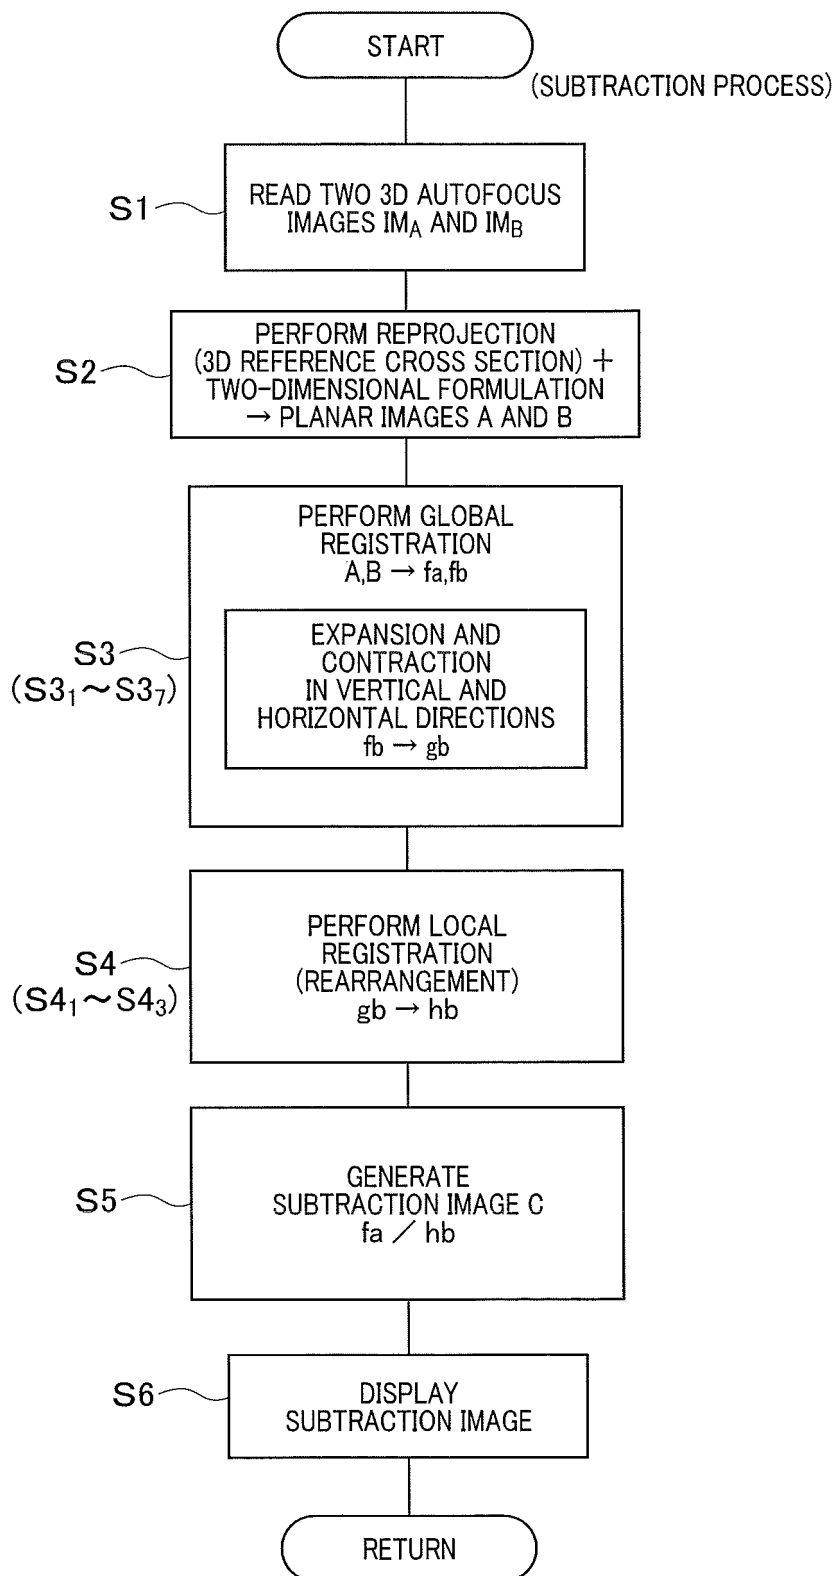 START
(SUBTRACTION PROCESS)
S1
READ TWO 3D AUTOFOCUS
IMAGES IM_A AND IM_B
S2
PERFORM REPROJECTION
(3D REFERENCE CROSS SECTION) +
TWO-DIMENSIONAL FORMULATION
→ PLANAR IMAGES A AND B
S3
(S3₁～S3₇)
PERFORM GLOBAL
REGISTRATION
A,B → fa,fb
EXPANSION AND
CONTRACTION
IN VERTICAL AND
HORIZONTAL DIRECTIONS
fb → gb
S4
(S4₁～S4₃)
PERFORM LOCAL
REGISTRATION
(REARRANGEMENT)
gb → hb
S5
GENERATE
SUBTRACTION IMAGE C
fa / hb
S6
DISPLAY
SUBTRACTION IMAGE
RETURN